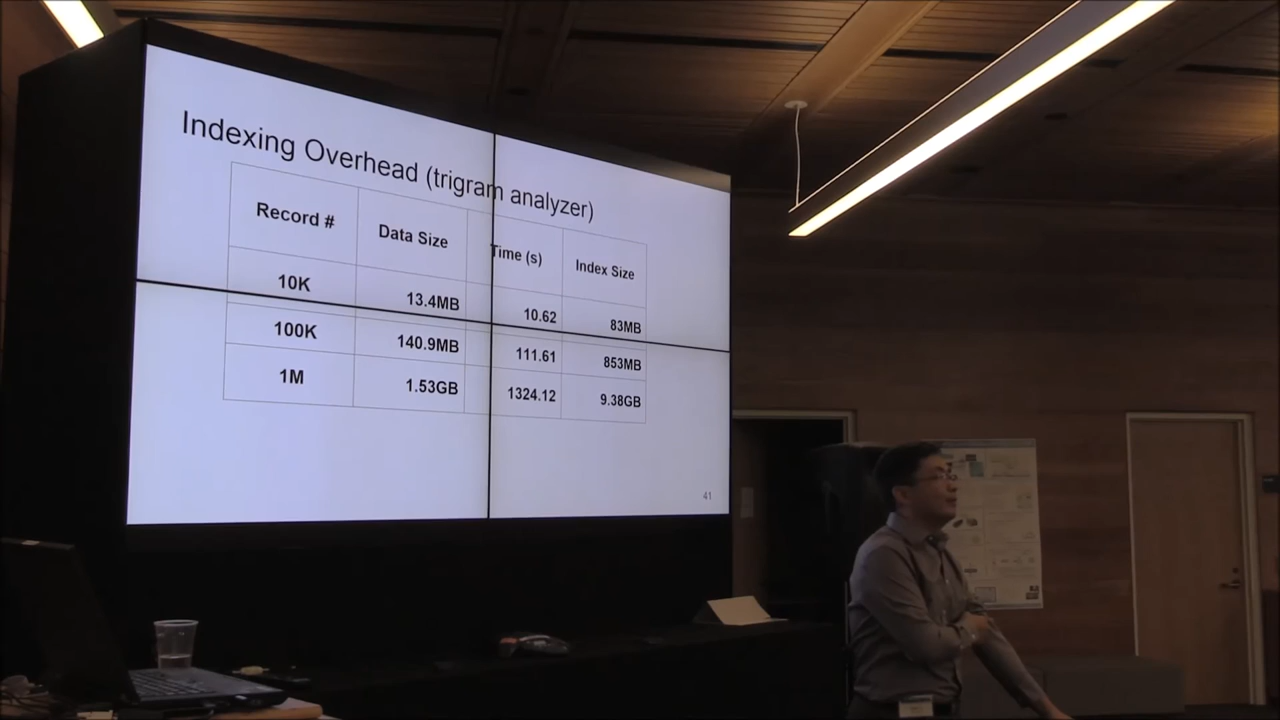 Indexing Overhead (trigram analyzer)
Record # Data Size Time (s) Index Size
10K 13.4MB 10.62 83MB
100K 140.9MB 111.61 853MB
1M 1.53GB 1324.12 9.38GB
41